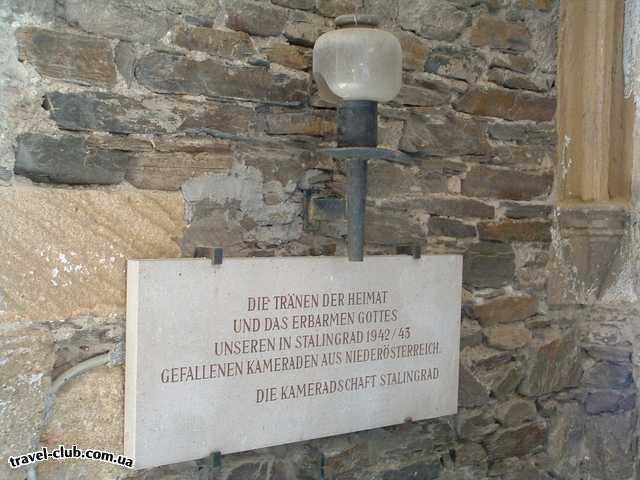 DIE TRÄNEN DER HEIMAT
UND DAS ERBARMEN GOTTES
UNSEREN IN STALINGRAD 1942/43
GEFALLENEN KAMERADEN AUS NIEDERÖSTERREICH.
DIE KAMERADSCHAFT STALINGRAD
www.travel-club.com.ua